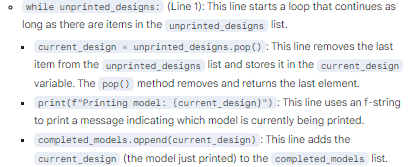 while unprinted_designs: (Line 1): This line starts a loop that continues as
long as there are items in the unprinted_designs list.
current_design = unprinted_designs.pop() : This line removes the last
item from the unprinted_designs list and stores it in the current_design
variable. The pop() method removes and returns the last element.
print(f"Printing model: {current_design}") : This line uses an f-string
to print a message indicating which model is currently being printed.
completed_models.append(current_design) : This line adds the
current_design (the model just printed) to the completed_models list.